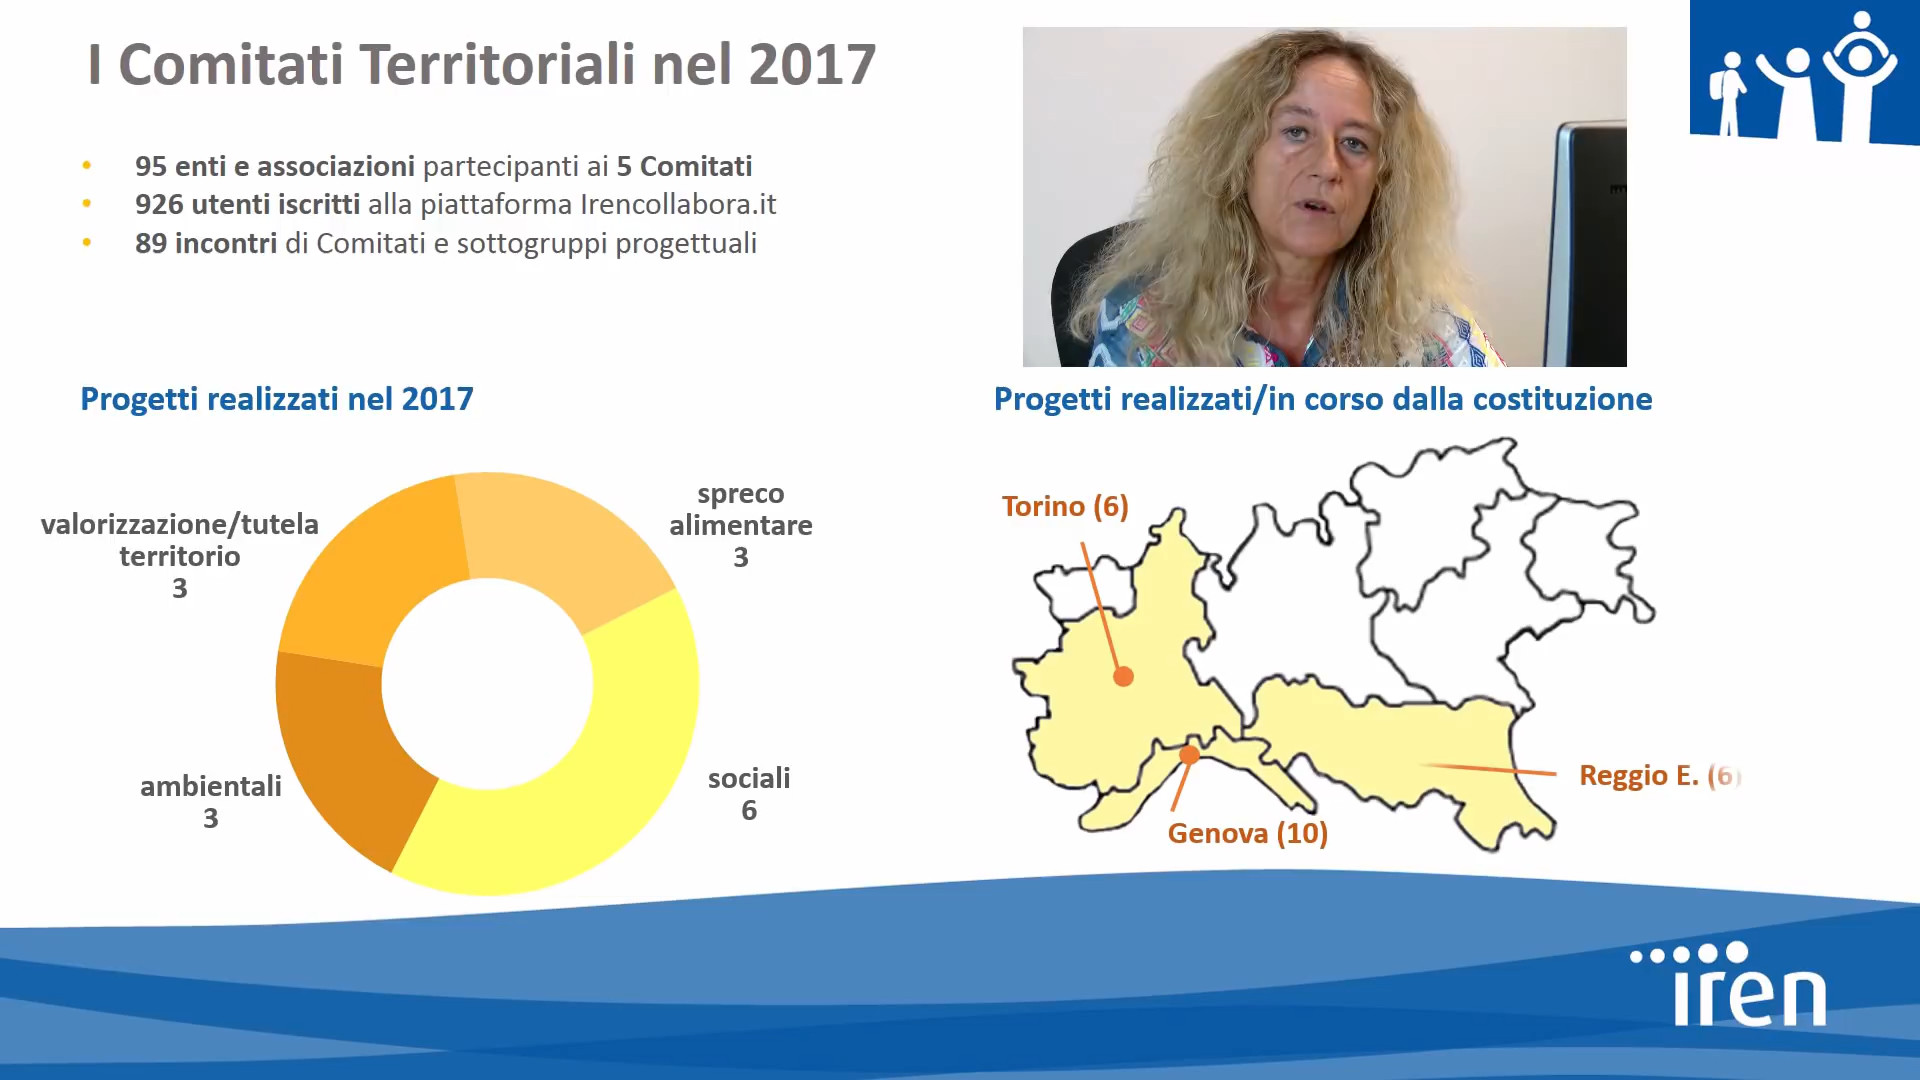 I Comitati Territoriali nel 2017
• 95 enti e associazioni partecipanti ai 5 Comitati
• 926 utenti iscritti alla piattaforma Irencollabora.it
• 89 incontri di Comitati e sottogruppi progettuali
Progetti realizzati nel 2017
valorizzazione/tutela
territorio
3
spreco
alimentare
3
ambientali
3
sociali
6
Progetti realizzati/in corso dalla costituzione
Torino (6)
Reggio E. (6)
Genova (10)
iren